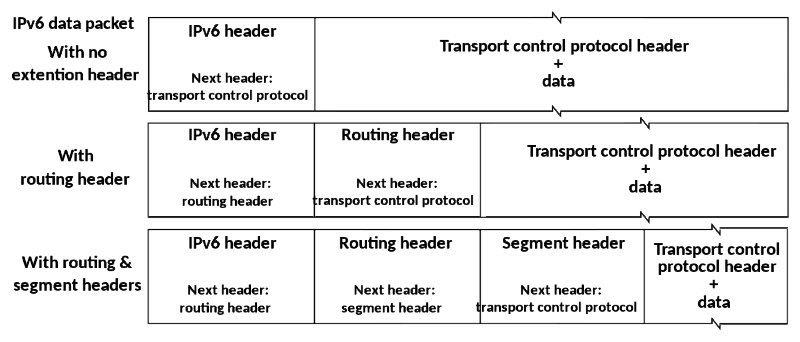 IPv6 data packet
With no
extention header
IPv6 header
Next header:
transport control protocol
Transport control protocol header
+
data
With
routing header
IPv6 header
Next header:
routing header
Routing header
Next header:
transport control protocol
Transport control protocol header
+
data
With routing &
segment headers
IPv6 header
Next header:
routing header
Routing header
Next header:
segment header
Segment header
Next header:
transport control protocol
Transport control
protocol header
+
data